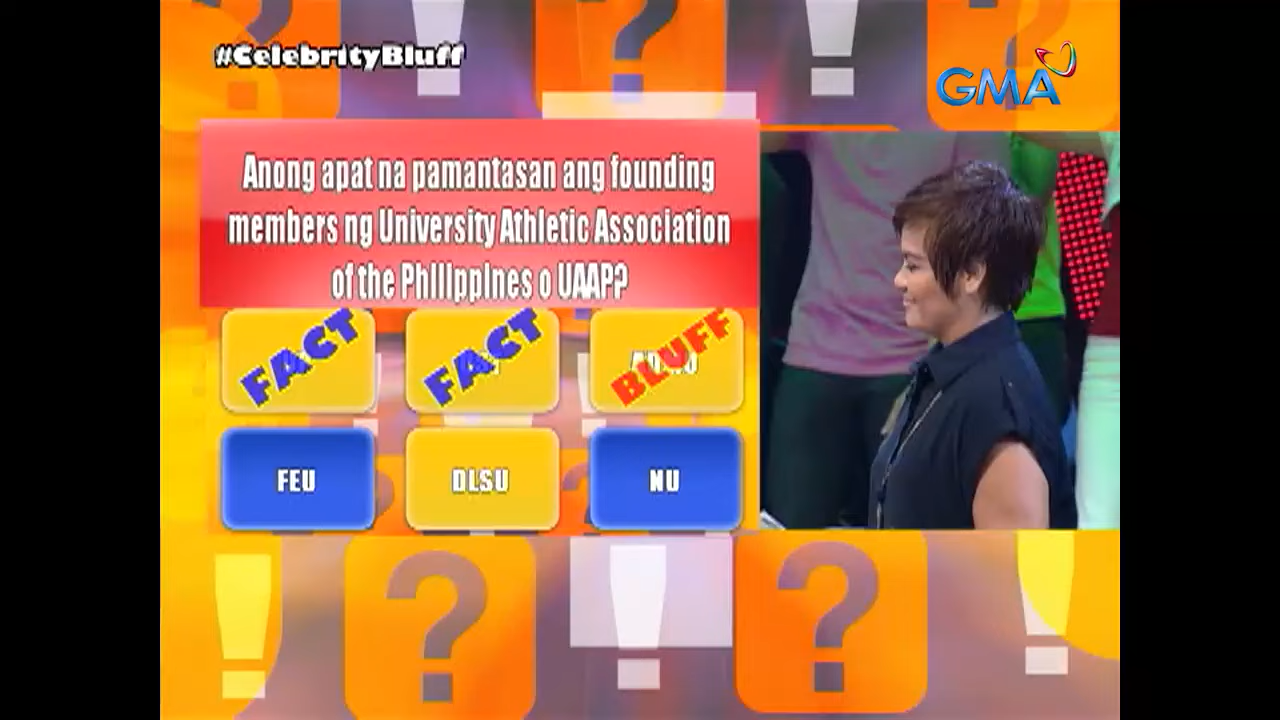 #CelebrityBluff
GMA
Anong apat na pamantasan ang founding
members ng University Athletic Association
of the Philippines o UAAP?
FACT
FACT
BLUFF
FEU
DLSU
NU